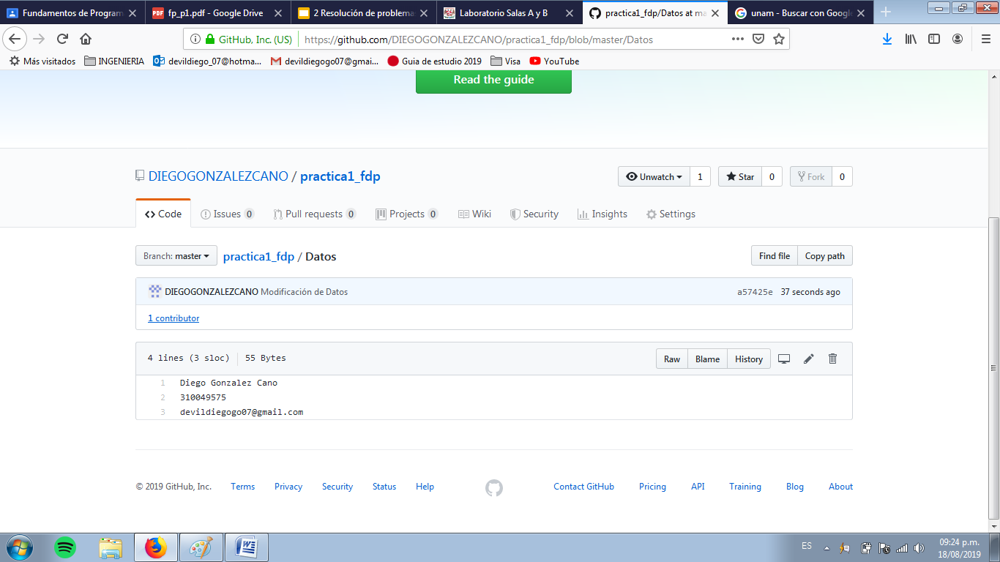 Fundamentos de Program
fp_p1.pdf - Google Drive
2 Resolución de problema
Laboratorio Salas A y B
practica1_fdp/Datos at ma
unam - Buscar con Google
GitHub, Inc. (US)
https://github.com/DIEGOGONZALEZCANO/practica1_fdp/blob/master/Datos
Más visitados
INGENIERIA
devildiego_07@hotma...
devildiegogo07@gmai...
Guia de estudio 2019
Visa
YouTube
Read the guide
DIEGOGONZALEZCANO / practica1_fdp
Unwatch 1
Star 0
Fork 0
Code
Issues 0
Pull requests 0
Projects 0
Wiki
Security
Insights
Settings
Branch: master
practica1_fdp / Datos
Find file
Copy path
DIEGOGONZALEZCANO Modificación de Datos
a57425e 37 seconds ago
1 contributor
4 lines (3 sloc) 55 Bytes
Raw
Blame
History
1 Diego Gonzalez Cano
2 310049575
3 devildiegogo07@gmail.com
© 2019 GitHub, Inc.
Terms
Privacy
Security
Status
Help
Contact GitHub
Pricing
API
Training
Blog
About
ES
09:24 p.m.
18/08/2019